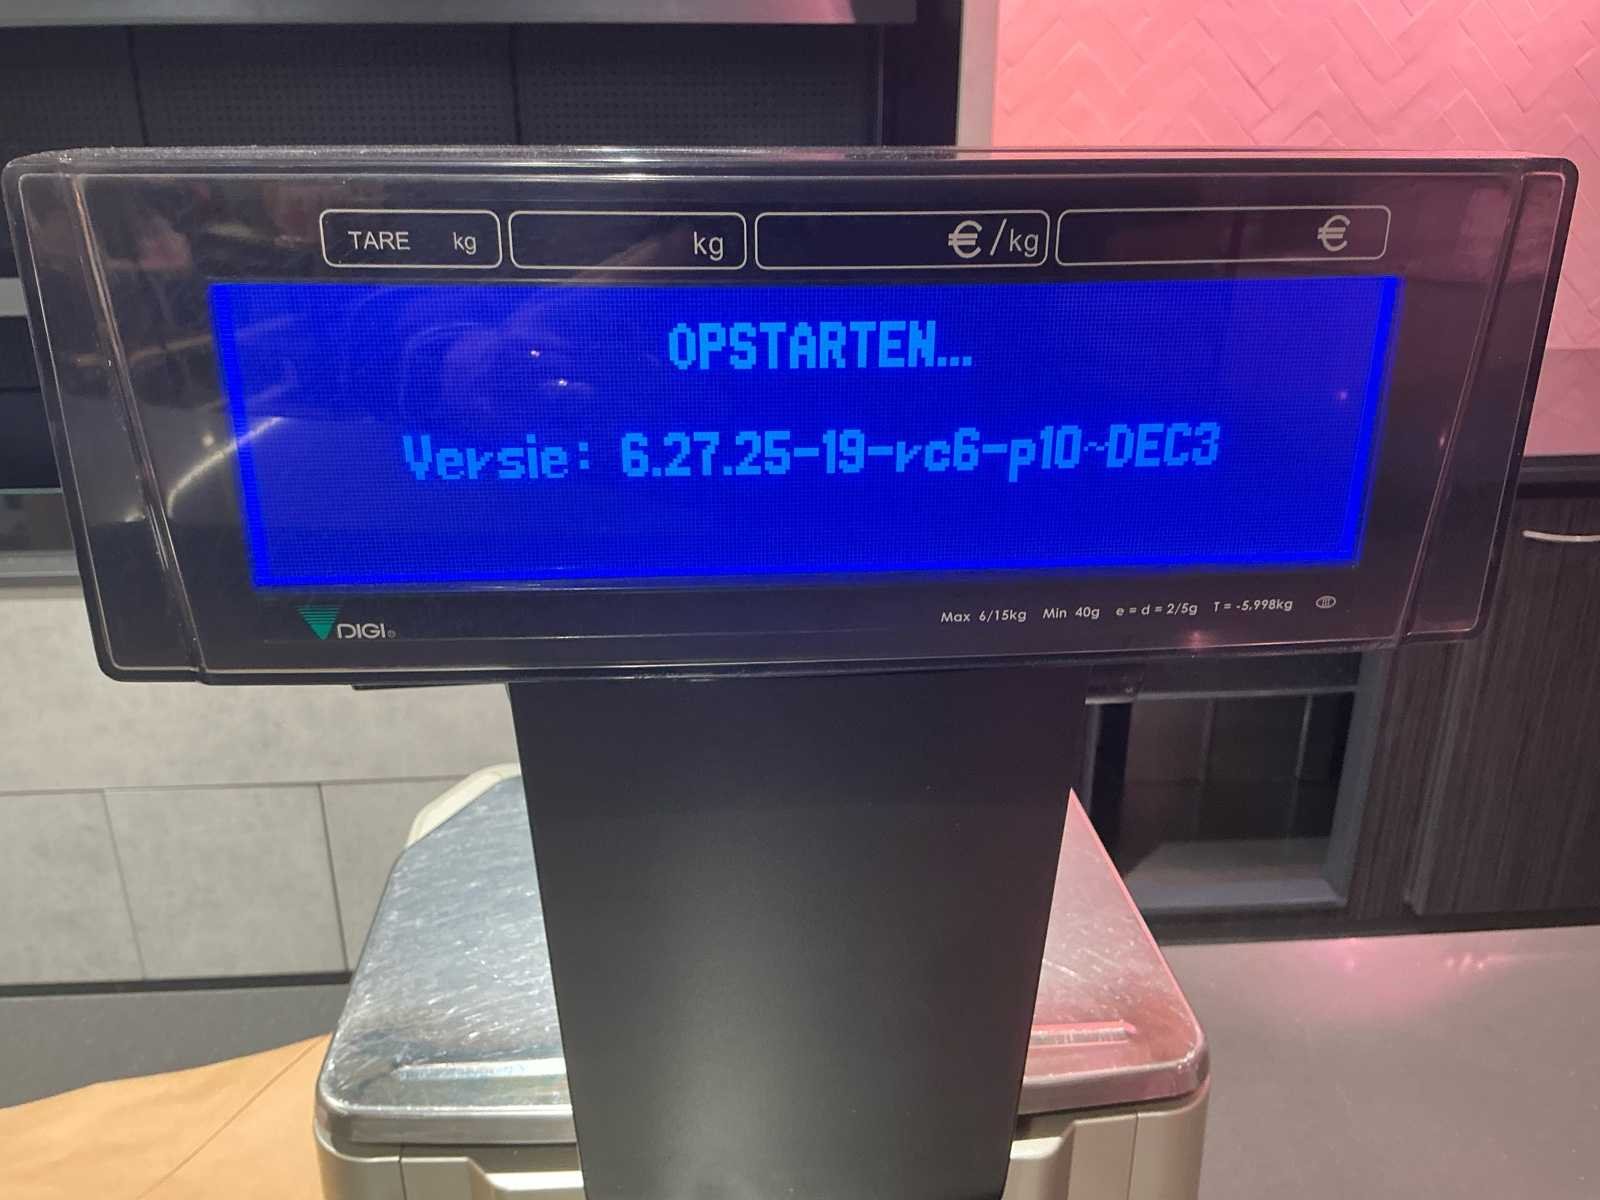 TARE kg kg €/kg €
OPSTARTEN...
Versie: 6.27.25-19-rc6-p10~DEC3
DIGI
Max 6/15kg Min 40g e = d = 2/5g T = -5,998kg